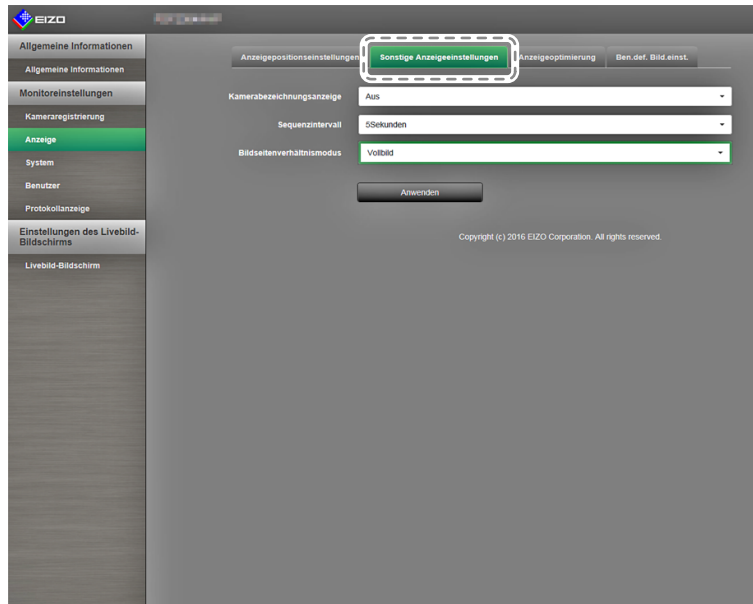 EIZO
Allgemeine Informationen
Allgemeine Informationen
Monitoreinstellungen
Kameraregistrierung
Anzeige
System
Benutzer
Protokollanzeige
Einstellungen des Livebild-
Bildschirms
Livebild-Bildschirm
Anzeigepositionseinstellungen Sonstige Anzeigeeinstellungen Anzeigeoptimierung Ben.def. Bild.einst.
Kamerabezeichnungsanzeige Aus
Sequenzintervall 5Sekunden
Bildseitenverhältnismodus Vollbild
Anwenden
Copyright (c) 2016 EIZO Corporation. All rights reserved.